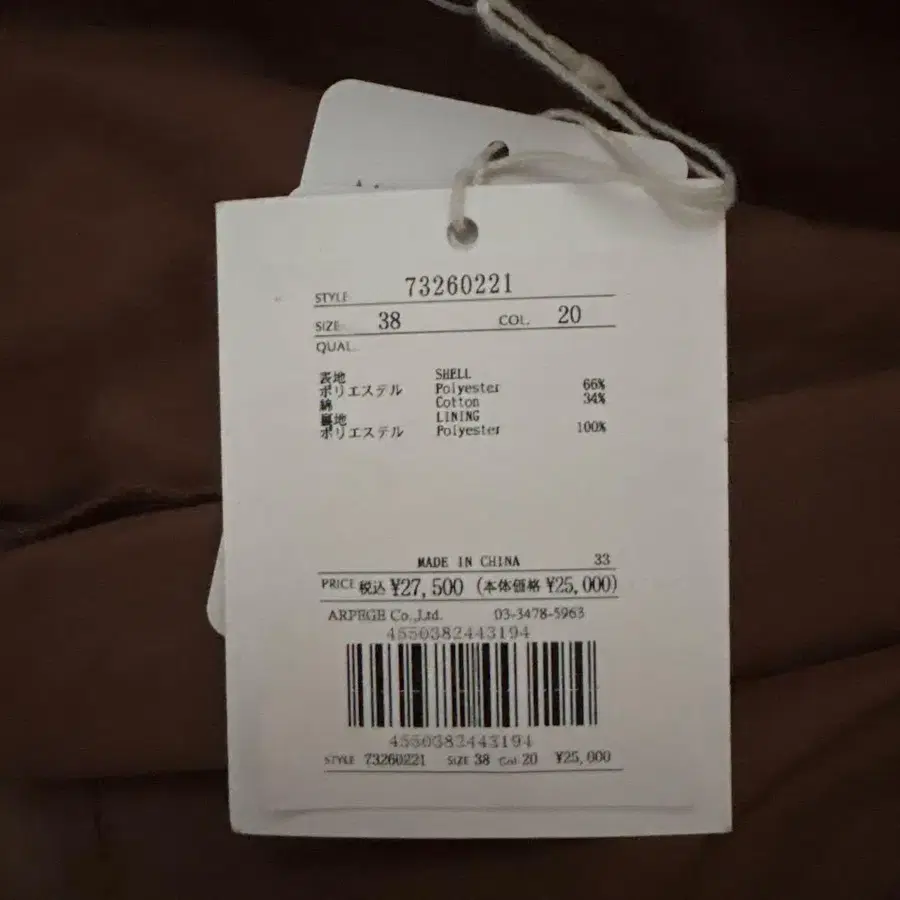 STYLE 73260221
SIZE 38 COL. 20
QUAL.
表地 SHELL
ポリエステル Polyester 66%
綿 Cotton 34%
裏地 LINING
ポリエステル Polyester 100%
MADE IN CHINA 33
PRICE 税込 ¥27,500 (本体価格 ¥25,000)
ARPEGE Co.,Ltd. 03-3478-5963
4550382443194
4550382443194
STYLE 73260221 SIZE 38 Col 20 ¥25,000